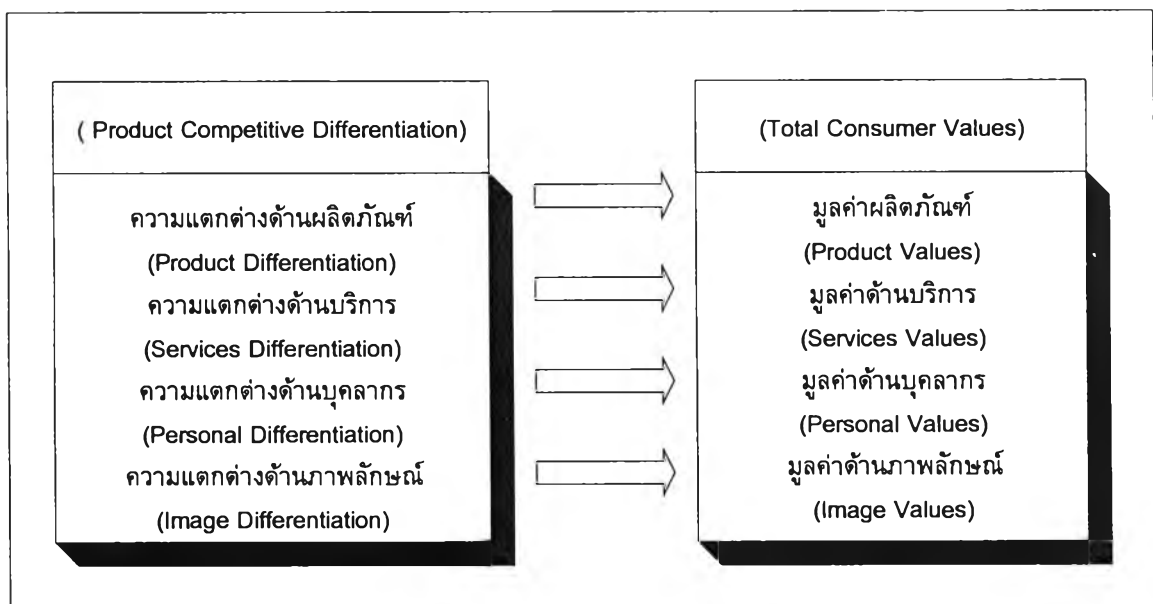 ( Product Competitive Differentiation)
ความแตกต่างด้านผลิตภัณฑ์
(Product Differentiation)
ความแตกต่างด้านบริการ
(Services Differentiation)
ความแตกต่างด้านบุคลากร
(Personal Differentiation)
ความแตกต่างด้านภาพลักษณ์
(Image Differentiation)
(Total Consumer Values)
มูลค่าผลิตภัณฑ์
(Product Values)
มูลค่าด้านบริการ
(Services Values)
มูลค่าด้านบุคลากร
(Personal Values)
มูลค่าด้านภาพลักษณ์
(Image Values)